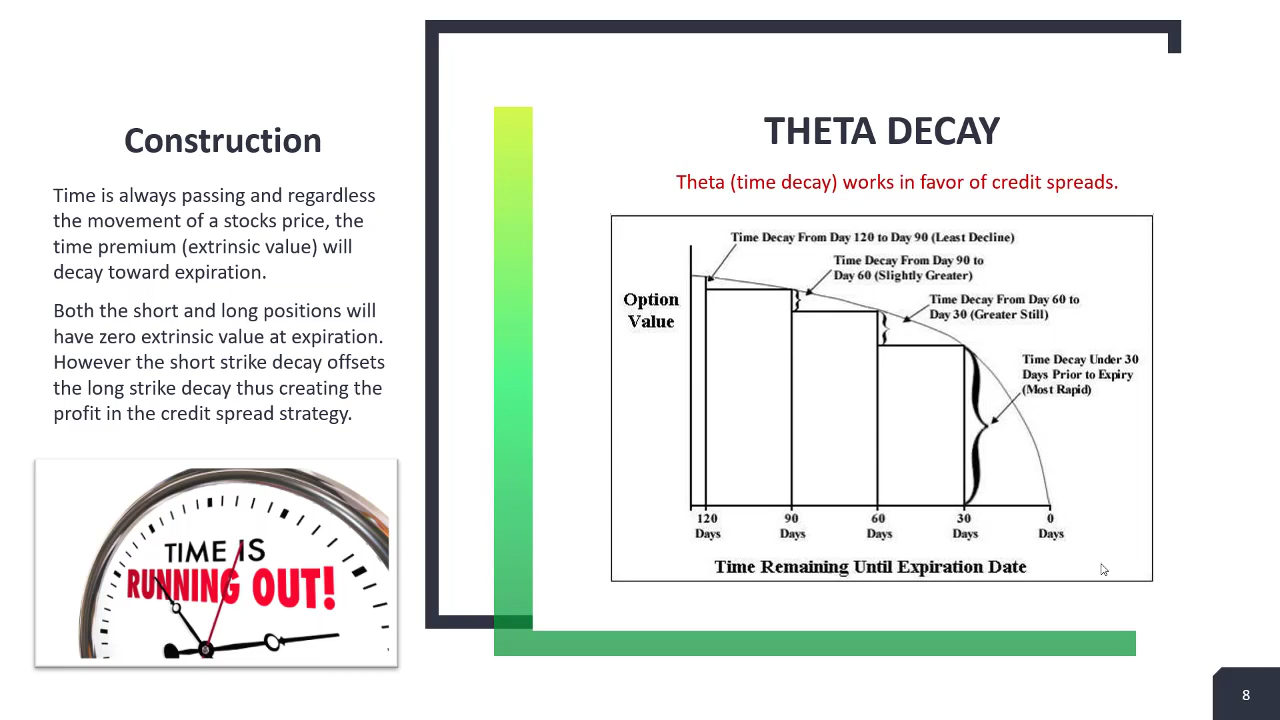 Construction
Time is always passing and regardless
the movement of a stocks price, the
time premium (extrinsic value) will
decay toward expiration.
Both the short and long positions will
have zero extrinsic value at expiration.
However the short strike decay offsets
the long strike decay thus creating the
profit in the credit spread strategy.
TIME IS
RUNNING OUT!
THETA DECAY
Theta (time decay) works in favor of credit spreads.
Time Decay From Day 120 to Day 90 (Least Decline)
Time Decay From Day 90 to
Day 60 (Slightly Greater)
Time Decay From Day 60 to
Day 30 (Greater Still)
Time Decay Under 30
Days Prior to Expiry
(Most Rapid)
Option
Value
120
Days
90
Days
60
Days
30
Days
0
Days
Time Remaining Until Expiration Date
8